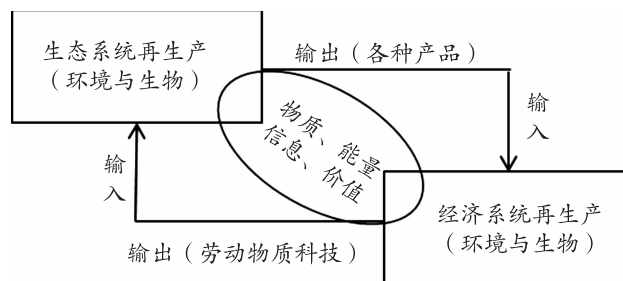 生态系统再生产
（环境与生物）
输出（各种产品）
输
入
物质、能量
信息、价值
输
入
经济系统再生产
（环境与生物）
输出（劳动物质科技）